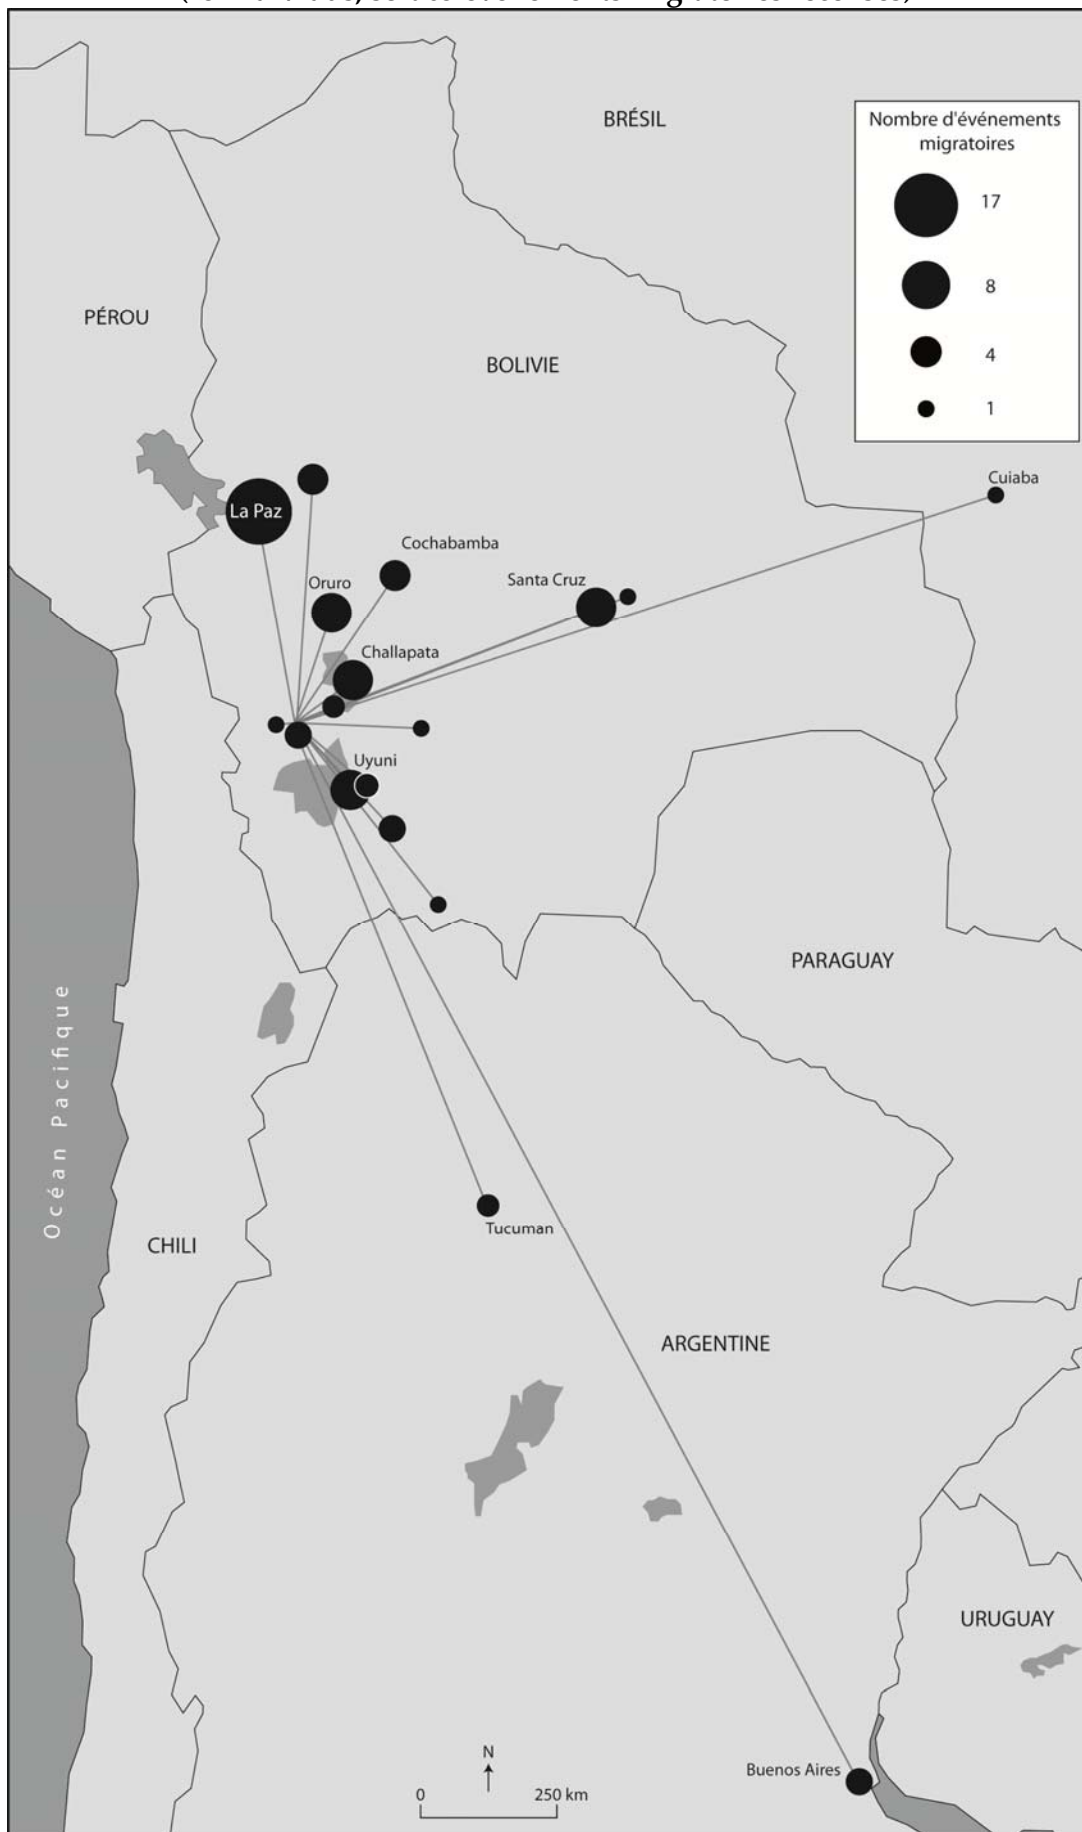 BRÉSIL
Nombre d'événements
migratoires
17
8
4
1
PÉROU
BOLIVIE
Cuiaba
La Paz
Cochabamba
Oruro
Santa Cruz
Challapata
Uyuni
PARAGUAY
Océan Pacifique
CHILI
Tucuman
ARGENTINE
URUGUAY
Buenos Aires
N
0 250 km